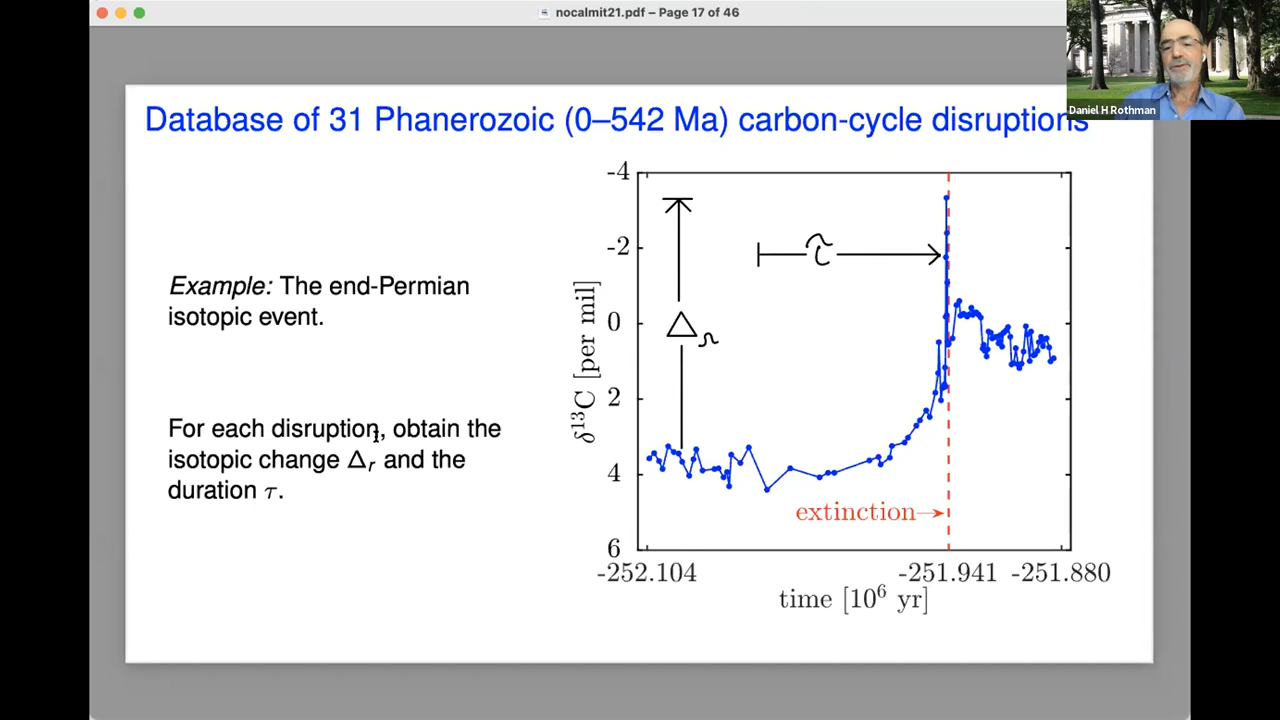 nocalmit21.pdf – Page 17 of 46
Daniel H Rothman
Database of 31 Phanerozoic (0–542 Ma) carbon-cycle disruptions
Example: The end-Permian
isotopic event.
For each disruption, obtain the
isotopic change Δr and the
duration τ.
-4
-2
0
2
4
6
δ13C [per mil]
Δr
τ
extinction
-252.104
-251.941
-251.880
time [10^6 yr]